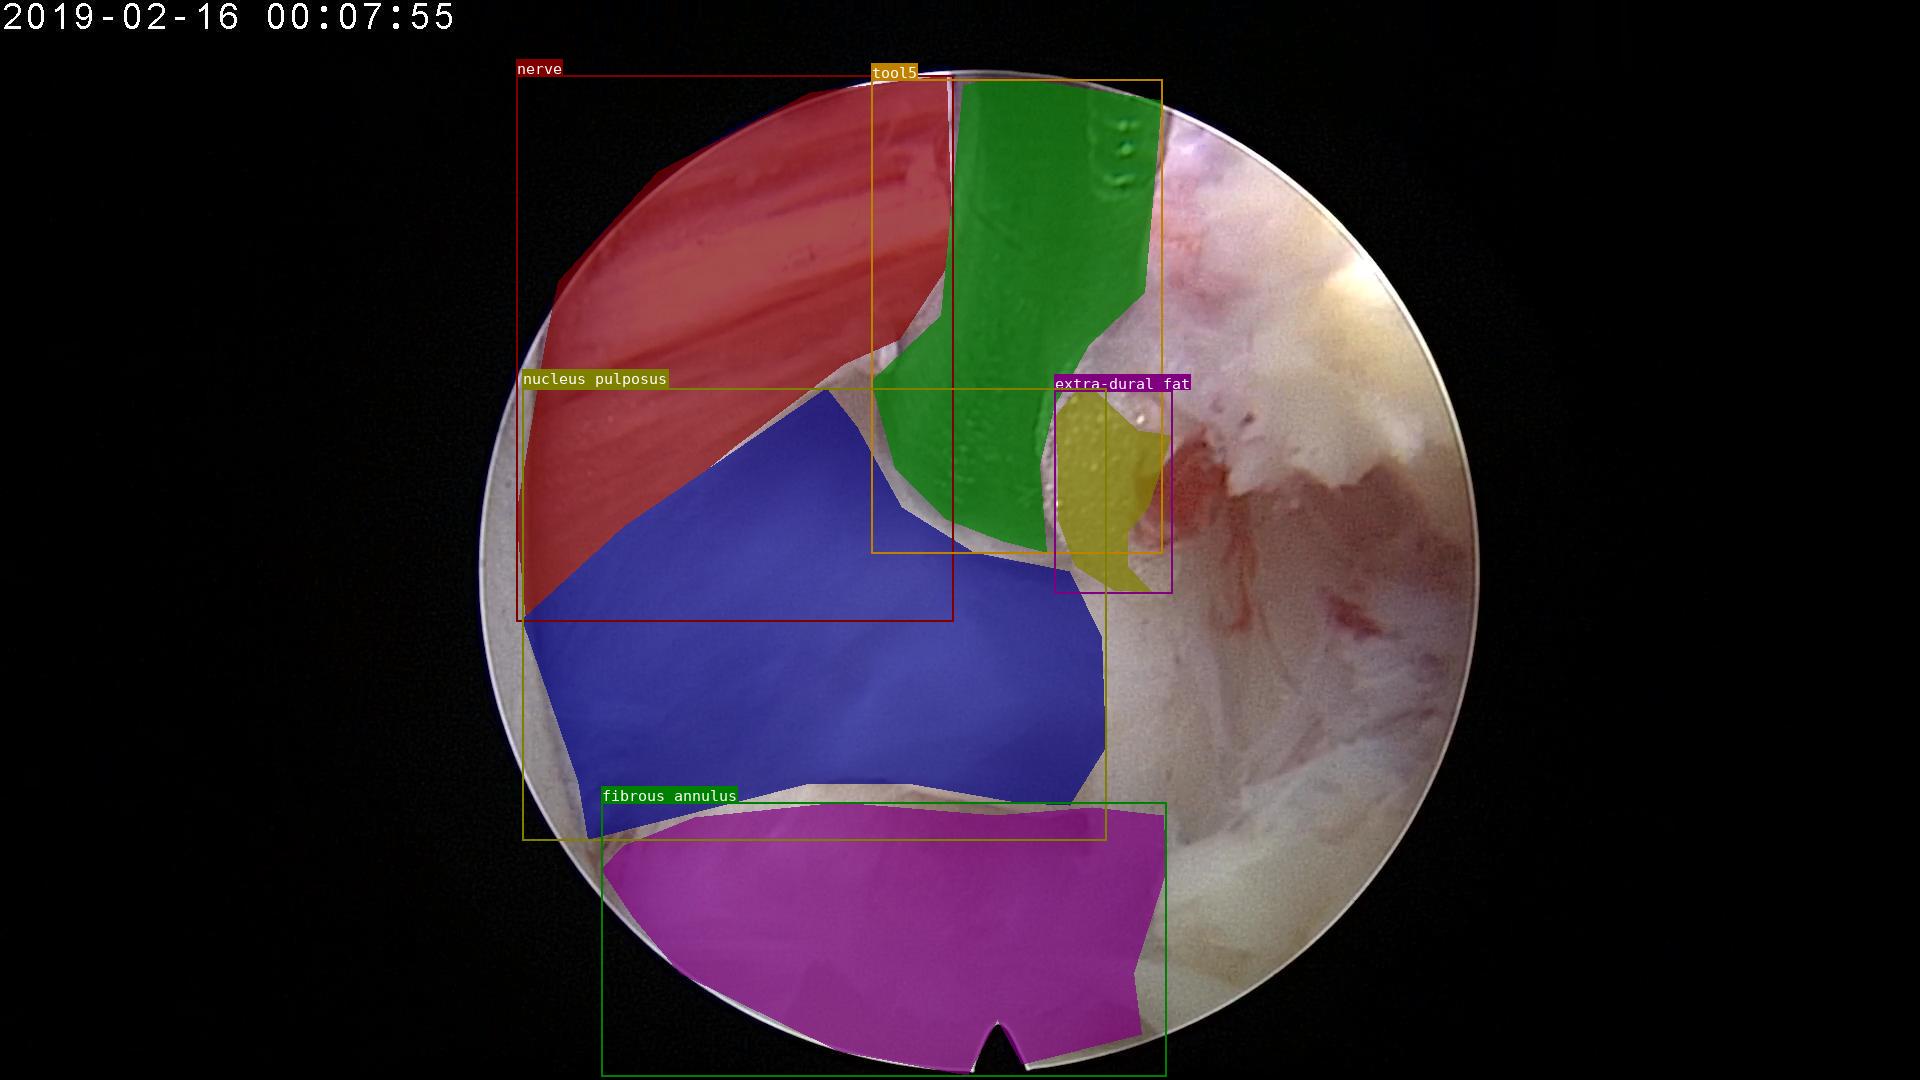 2019-02-16 00:07:55
nerve
tool5
nucleus pulposus
extra-dural fat
fibrous annulus